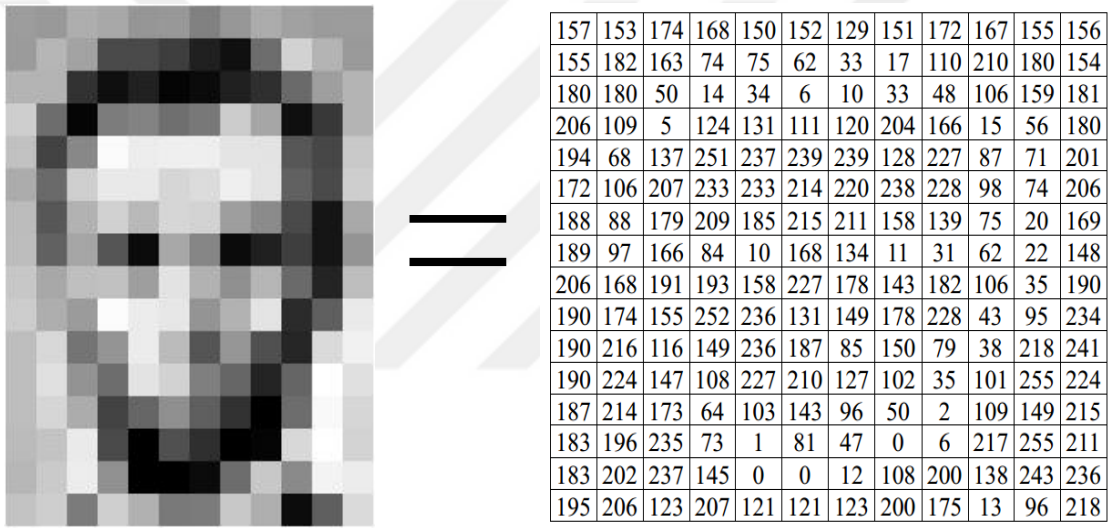 =
157 153 174 168 150 152 129 151 172 167 155 156
155 182 163 74 75 62 33 17 110 210 180 154
180 180 50 14 34 6 10 33 48 106 159 181
206 109 5 124 131 111 120 204 166 15 56 180
194 68 137 251 237 239 239 128 227 87 71 201
172 106 207 233 233 214 220 238 228 98 74 206
188 88 179 209 185 215 211 158 139 75 20 169
189 97 166 84 10 168 134 11 31 62 22 148
206 168 191 193 158 227 178 143 182 106 35 190
190 174 155 252 236 131 149 178 228 43 95 234
190 216 116 149 236 187 85 150 79 38 218 241
190 224 147 108 227 210 127 102 35 101 255 224
187 214 173 64 103 143 96 50 2 109 149 215
183 196 235 73 1 81 47 0 6 217 255 211
183 202 237 145 0 0 12 108 200 138 243 236
195 206 123 207 121 121 123 200 175 13 96 218